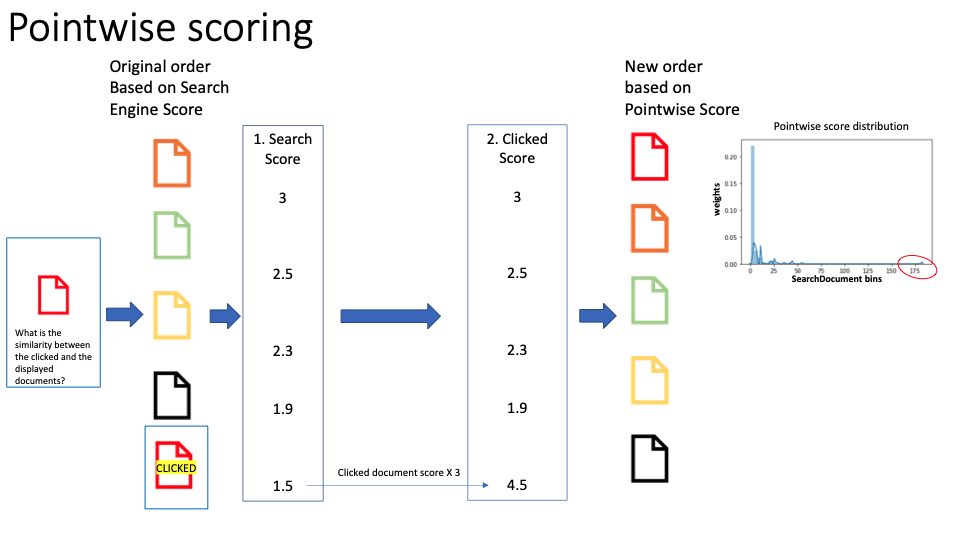 Pointwise scoring
Original order
Based on Search
Engine Score
What is the
similarity between
the clicked and the
displayed
documents?
CLICKED
1. Search
Score
3
2.5
2.3
1.9
1.5
Clicked document score X 3
2. Clicked
Score
3
2.5
2.3
1.9
4.5
New order
based on
Pointwise Score
Pointwise score distribution
weights
0.20
0.15
0.10
0.05
0.00
0 25 50 75 100 125 150 175
SearchDocument bins